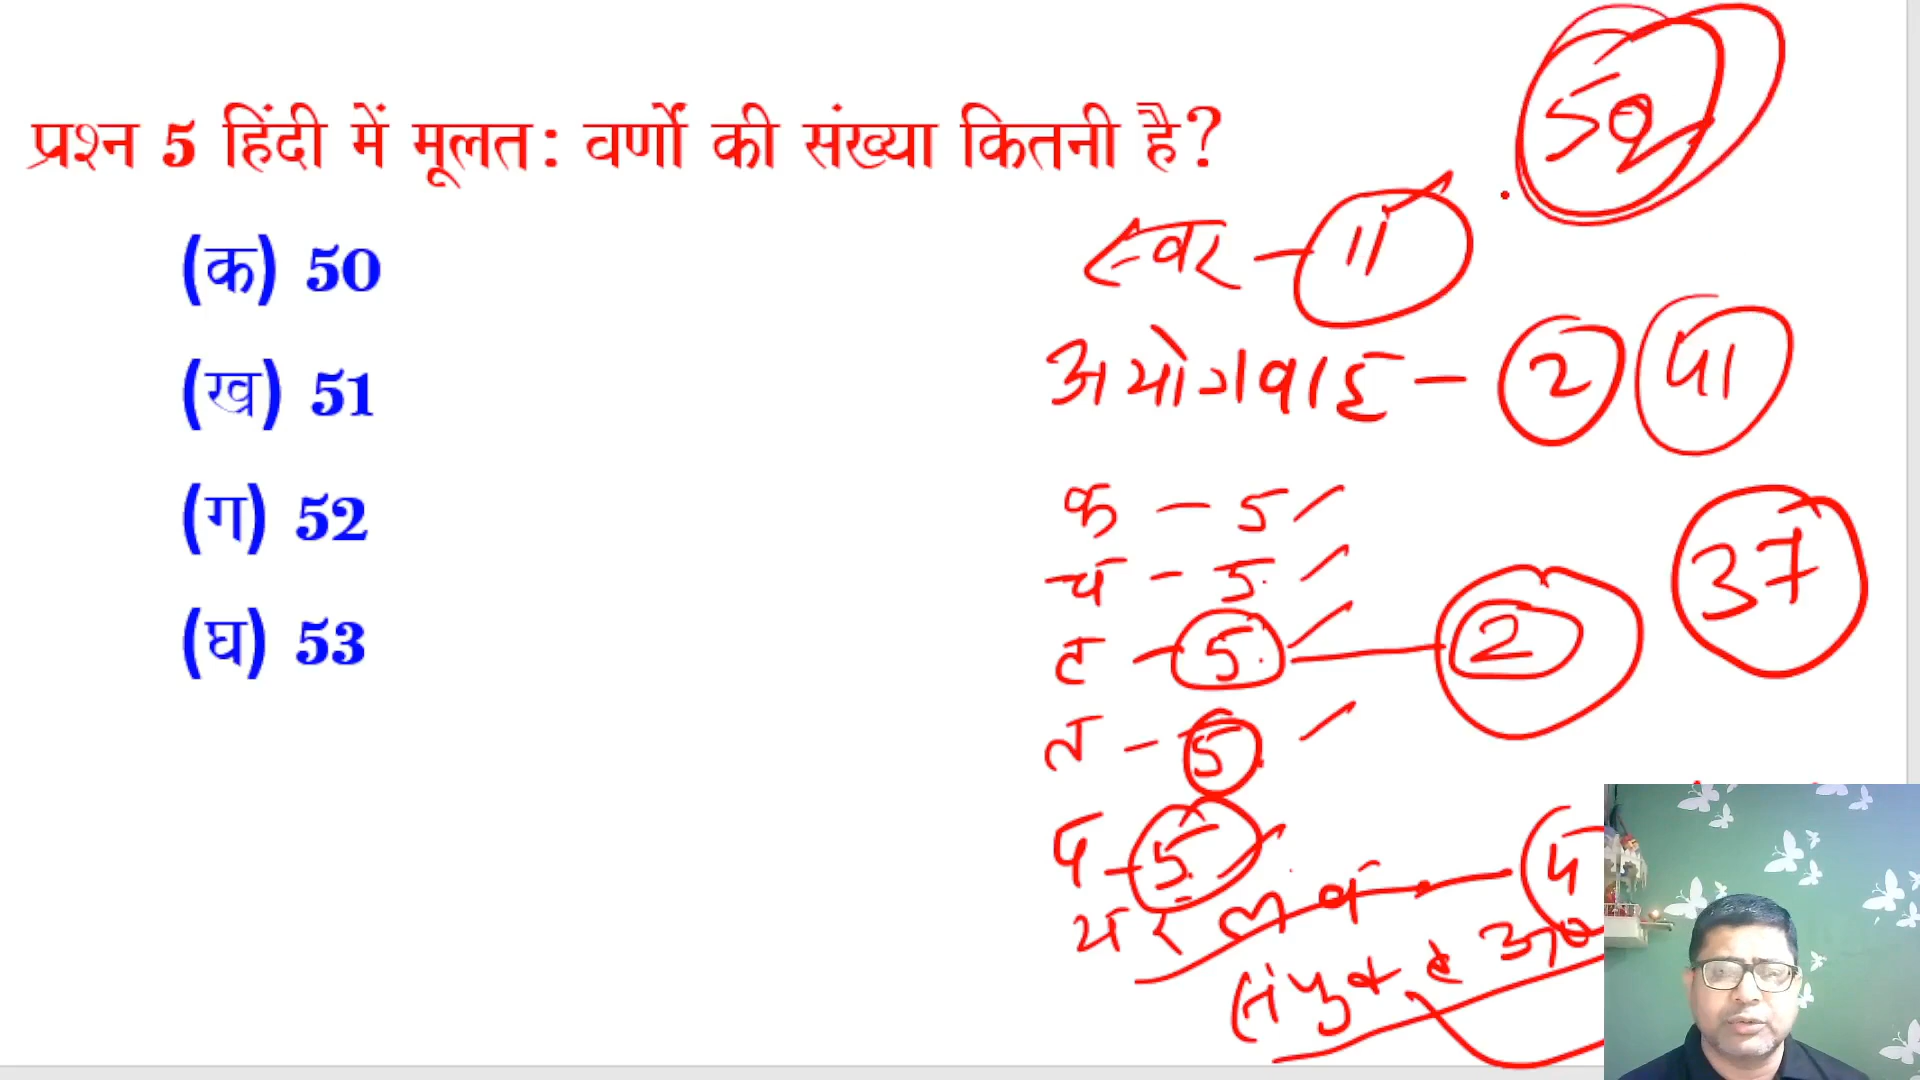 प्रश्न 5 हिंदी में मूलत: वर्णो की संख्या कितनी है?
(क) 50
(ख) 51
(ग) 52
(घ) 53
52
स्वर - 11
अयोगवाह - 2
क - 5
च - 5
ट - 5 2
37
त - 5
प - 5
य र ल व 4
संयुक्त